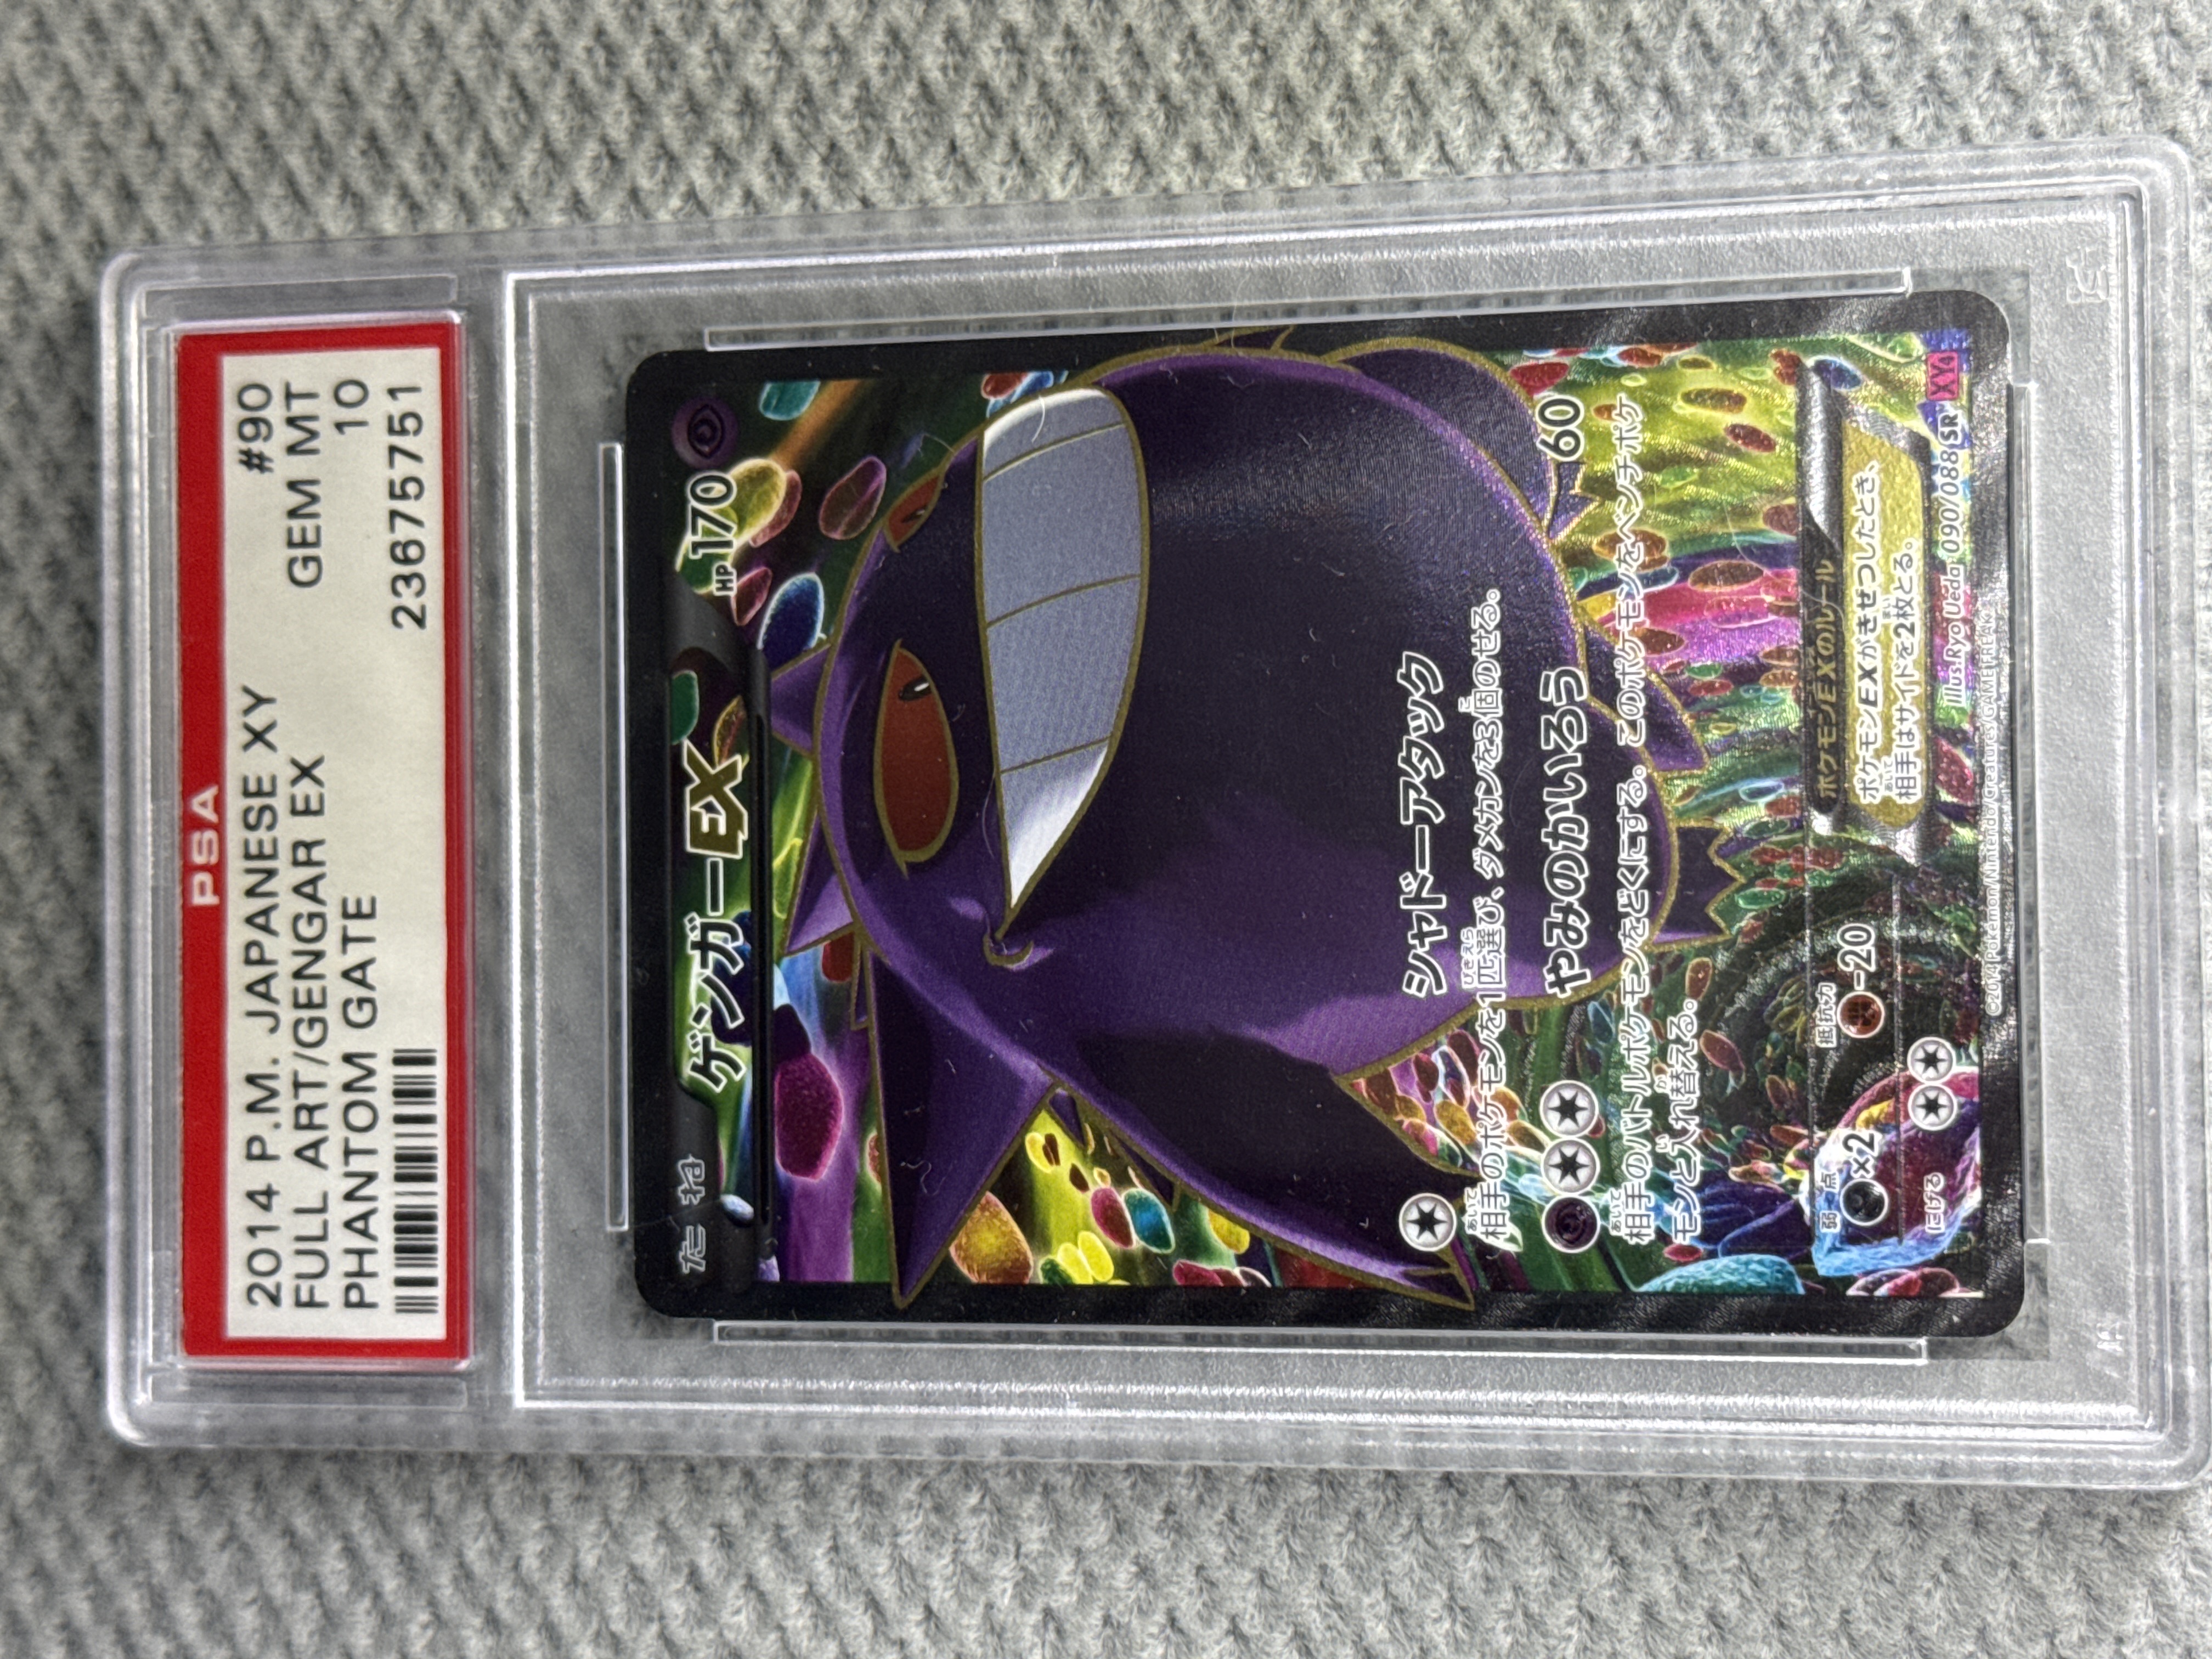 PSA
2014 P.M. JAPANESE XY #90
FULL ART/GENGAR EX GEM MT
PHANTOM GATE 10
23675751
たね ゲンガーEX HP170
シャドーアタック
相手のポケモンを1匹選び、ダメカンを3個のせる。
やみのかいろう 60
相手のバトルポケモンをどくにする。このポケモンをベンチポケ
モンと入れ替える。
ポケモンEXのルール
弱点 ×2 抵抗力 -20
ポケモンEXがきぜつしたとき、
相手はサイドを2枚とる。
にげる
illus.Ryo Ueda 090/088 SR XY4
©2014 Pokémon/Nintendo/Creatures/GAME FREAK